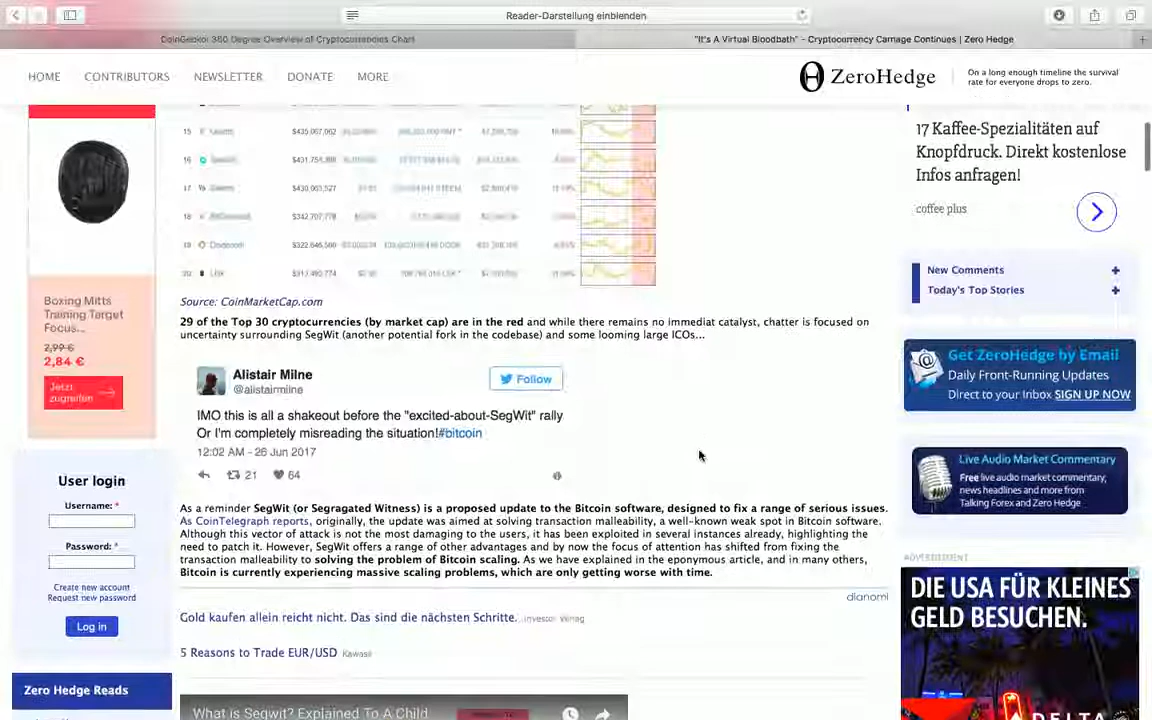 Reader-Darstellung einblenden
CoinGecko: 360 Degree Overview of Cryptocurrencies Chart
"It's A Virtual Bloodbath" - Cryptocurrency Carnage Continues | Zero Hedge
HOME
CONTRIBUTORS
NEWSLETTER
DONATE
MORE
ZeroHedge
On a long enough timeline the survival
rate for everyone drops to zero.
15
16
17
18
$342,707,778
19
Dogecoin
20
Lisk
Source: CoinMarketCap.com
29 of the Top 30 cryptocurrencies (by market cap) are in the red and while there remains no immediat catalyst, chatter is focused on
uncertainty surrounding SegWit (another potential fork in the codebase) and some looming large ICOs...
Alistair Milne
@alistairmilne
Follow
IMO this is all a shakeout before the "excited-about-SegWit" rally
Or I'm completely misreading the situation!#bitcoin
12:02 AM - 26 Jun 2017
21
64
As a reminder SegWit (or Segragated Witness) is a proposed update to the Bitcoin software, designed to fix a range of serious issues.
As CoinTelegraph reports, originally, the update was aimed at solving transaction malleability, a well-known weak spot in Bitcoin software.
Although this vector of attack is not the most damaging to the users, it has been exploited in several instances already, highlighting the
need to patch it. However, SegWit offers a range of other advantages and by now the focus of attention has shifted from fixing the
transaction malleability to solving the problem of Bitcoin scaling. As we have explained in the eponymous article, and in many others,
Bitcoin is currently experiencing massive scaling problems, which are only getting worse with time.
dianomi
Gold kaufen allein reicht nicht. Das sind die nächsten Schritte. Investor Verlag
5 Reasons to Trade EUR/USD Kawase
What is Segwit? Explained To A Child
Boxing Mitts
Training Target
Focus...
2,99 €
2,84 €
Jetzt
zugreifen
User login
Username: *
Password: *
Create new account
Request new password
Log in
Zero Hedge Reads
17 Kaffee-Spezialitäten auf
Knopfdruck. Direkt kostenlose
Infos anfragen!
coffee plus
New Comments
Today's Top Stories
Get ZeroHedge by Email
Daily Front-Running Updates
Direct to your Inbox SIGN UP NOW
Live Audio Market Commentary
Free live audio market commentary,
news headlines and more from
Talking Forex and Zero Hedge
ADVERTISEMENT
DIE USA FÜR KLEINES
GELD BESUCHEN.
DELTA